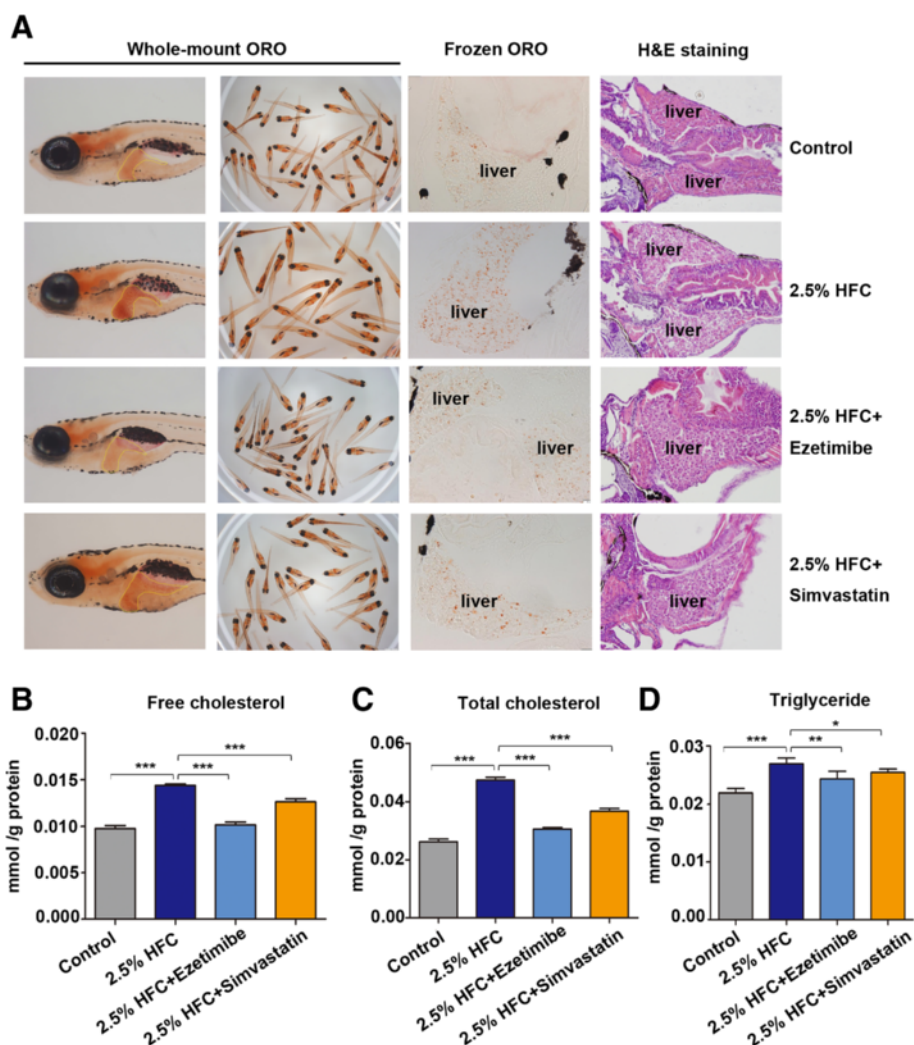 A
Whole-mount ORO
Frozen ORO
H&E staining
liver
liver
liver
Control
liver
liver
liver
2.5% HFC
liver
liver
liver
2.5% HFC+
Ezetimibe
liver
liver
2.5% HFC+
Simvastatin
B
Free cholesterol
mmol /g protein
0.020
0.015
0.010
0.005
0.000
***
***
***
Control
2.5% HFC
2.5% HFC+Ezetimibe
2.5% HFC+Simvastatin
C
Total cholesterol
mmol /g protein
0.06
0.04
0.02
0.00
***
***
***
Control
2.5% HFC
2.5% HFC+Ezetimibe
2.5% HFC+Simvastatin
D
Triglyceride
mmol /g protein
0.03
0.02
0.01
0.00
***
**
*
Control
2.5% HFC
2.5% HFC+Ezetimibe
2.5% HFC+Simvastatin